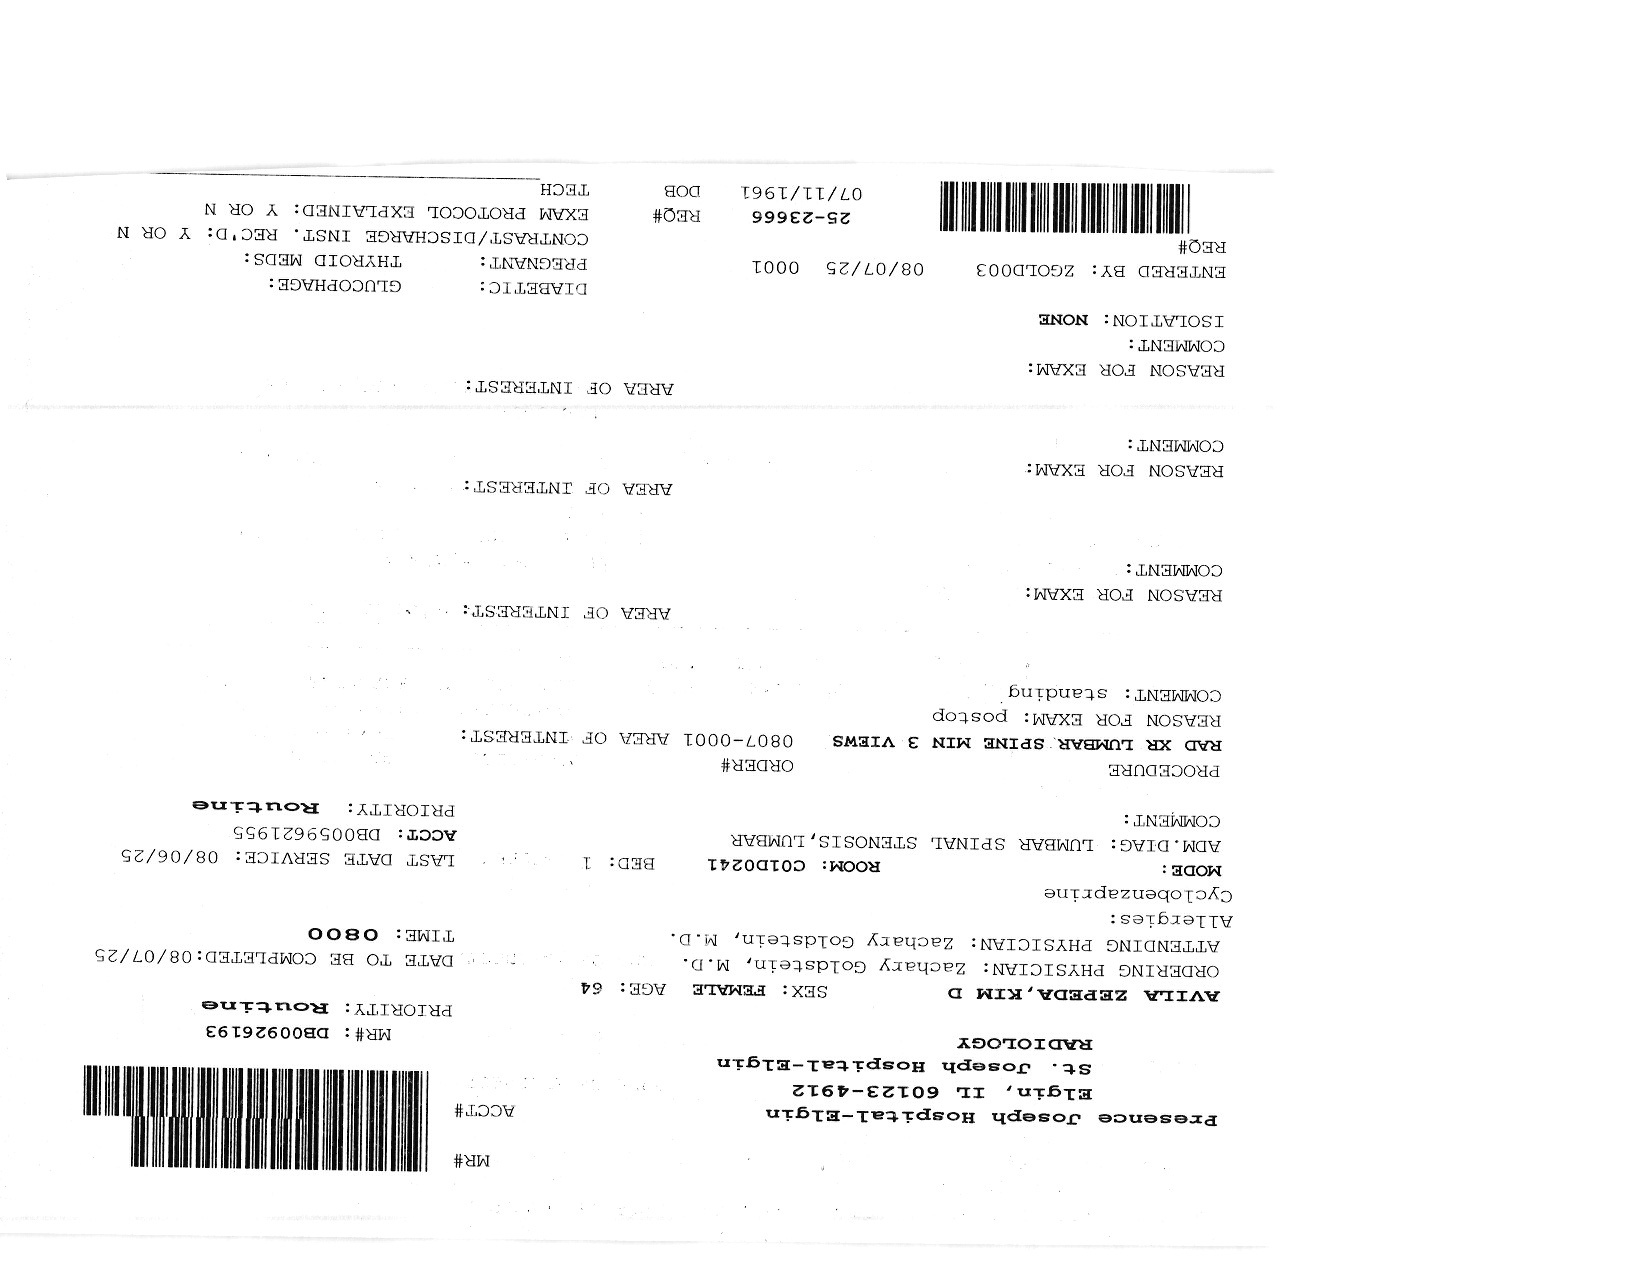 MR#
Presence Joseph Hospital-Elgin ACCT#
Elgin, IL 60123-4912
St. Joseph Hospital-Elgin
RADIOLOGY
MR#: DB00926193
PRIORITY: Routine
AVILA ZEPEDA,KIM D SEX: FEMALE AGE: 64
ORDERING PHYSICIAN: Zachary Goldstein, M.D. DATE TO BE COMPLETED:08/07/25
ATTENDING PHYSICIAN: Zachary Goldstein, M.D. TIME: 0800
Allergies:
Cyclobenzaprine
MODE: ROOM: C01D0241 BED: 1 LAST DATE SERVICE: 08/06/25
ADM.DIAG: LUMBAR SPINAL STENOSIS,LUMBAR ACCT: DB0059621955
COMMENT: PRIORITY: Routine
PROCEDURE ORDER#
RAD XR LUMBAR SPINE MIN 3 VIEWS 0807-0001 AREA OF INTEREST:
REASON FOR EXAM: postop
COMMENT: standing
AREA OF INTEREST:
REASON FOR EXAM:
COMMENT:
AREA OF INTEREST:
REASON FOR EXAM:
COMMENT:
AREA OF INTEREST:
REASON FOR EXAM:
COMMENT:
ISOLATION: NONE
DIABETIC: GLUCOPHAGE:
ENTERED BY: ZGOLD003 08/07/25 0001 PREGNANT: THYROID MEDS:
REQ# CONTRAST/DISCHARGE INST. REC'D: Y OR N
25-23666 REQ# EXAM PROTOCOL EXPLAINED: Y OR N
07/11/1961 DOB TECH